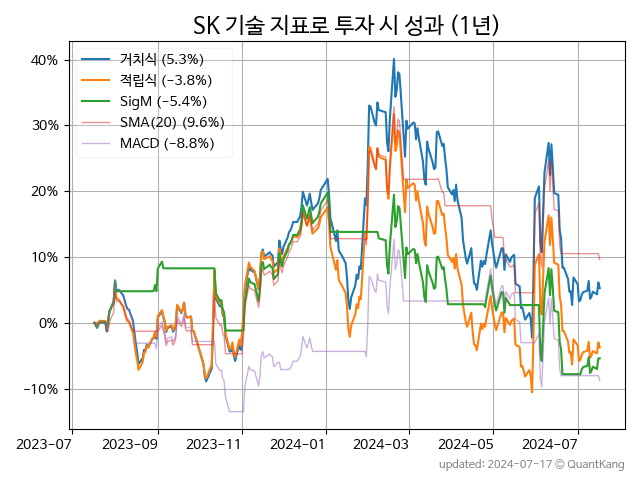 SK 기술 지표로 투자 시 성과 (1년)
거치식 (5.3%)
적립식 (−3.8%)
SigM (−5.4%)
SMA(20) (9.6%)
MACD (−8.8%)
40%
30%
20%
10%
0%
−10%
2023-07 2023-09 2023-11 2024-01 2024-03 2024-05 2024-07
updated: 2024-07-17 ⓒ QuantKang